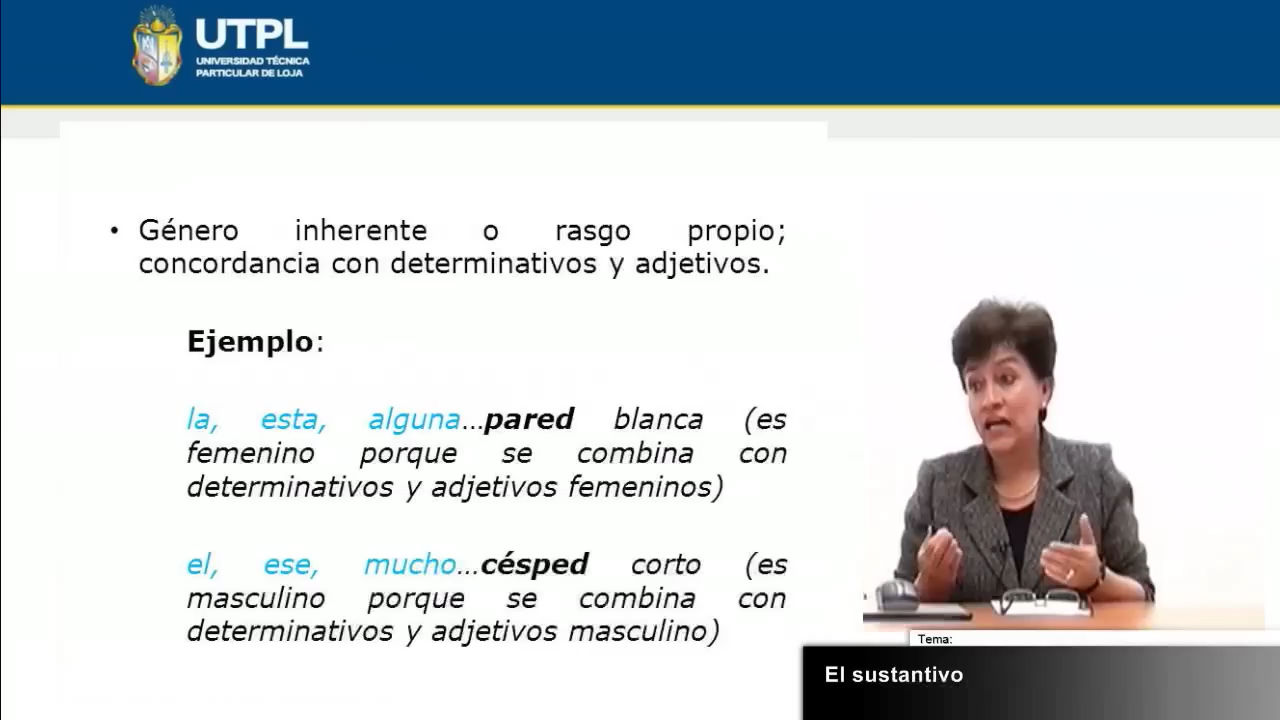 UTPL
UNIVERSIDAD TÉCNICA
PARTICULAR DE LOJA
• Género inherente o rasgo propio;
concordancia con determinativos y adjetivos.
Ejemplo:
la, esta, alguna…pared blanca (es
femenino porque se combina con
determinativos y adjetivos femeninos)
el, ese, mucho…césped corto (es
masculino porque se combina con
determinativos y adjetivos masculino)
Tema:
El sustantivo